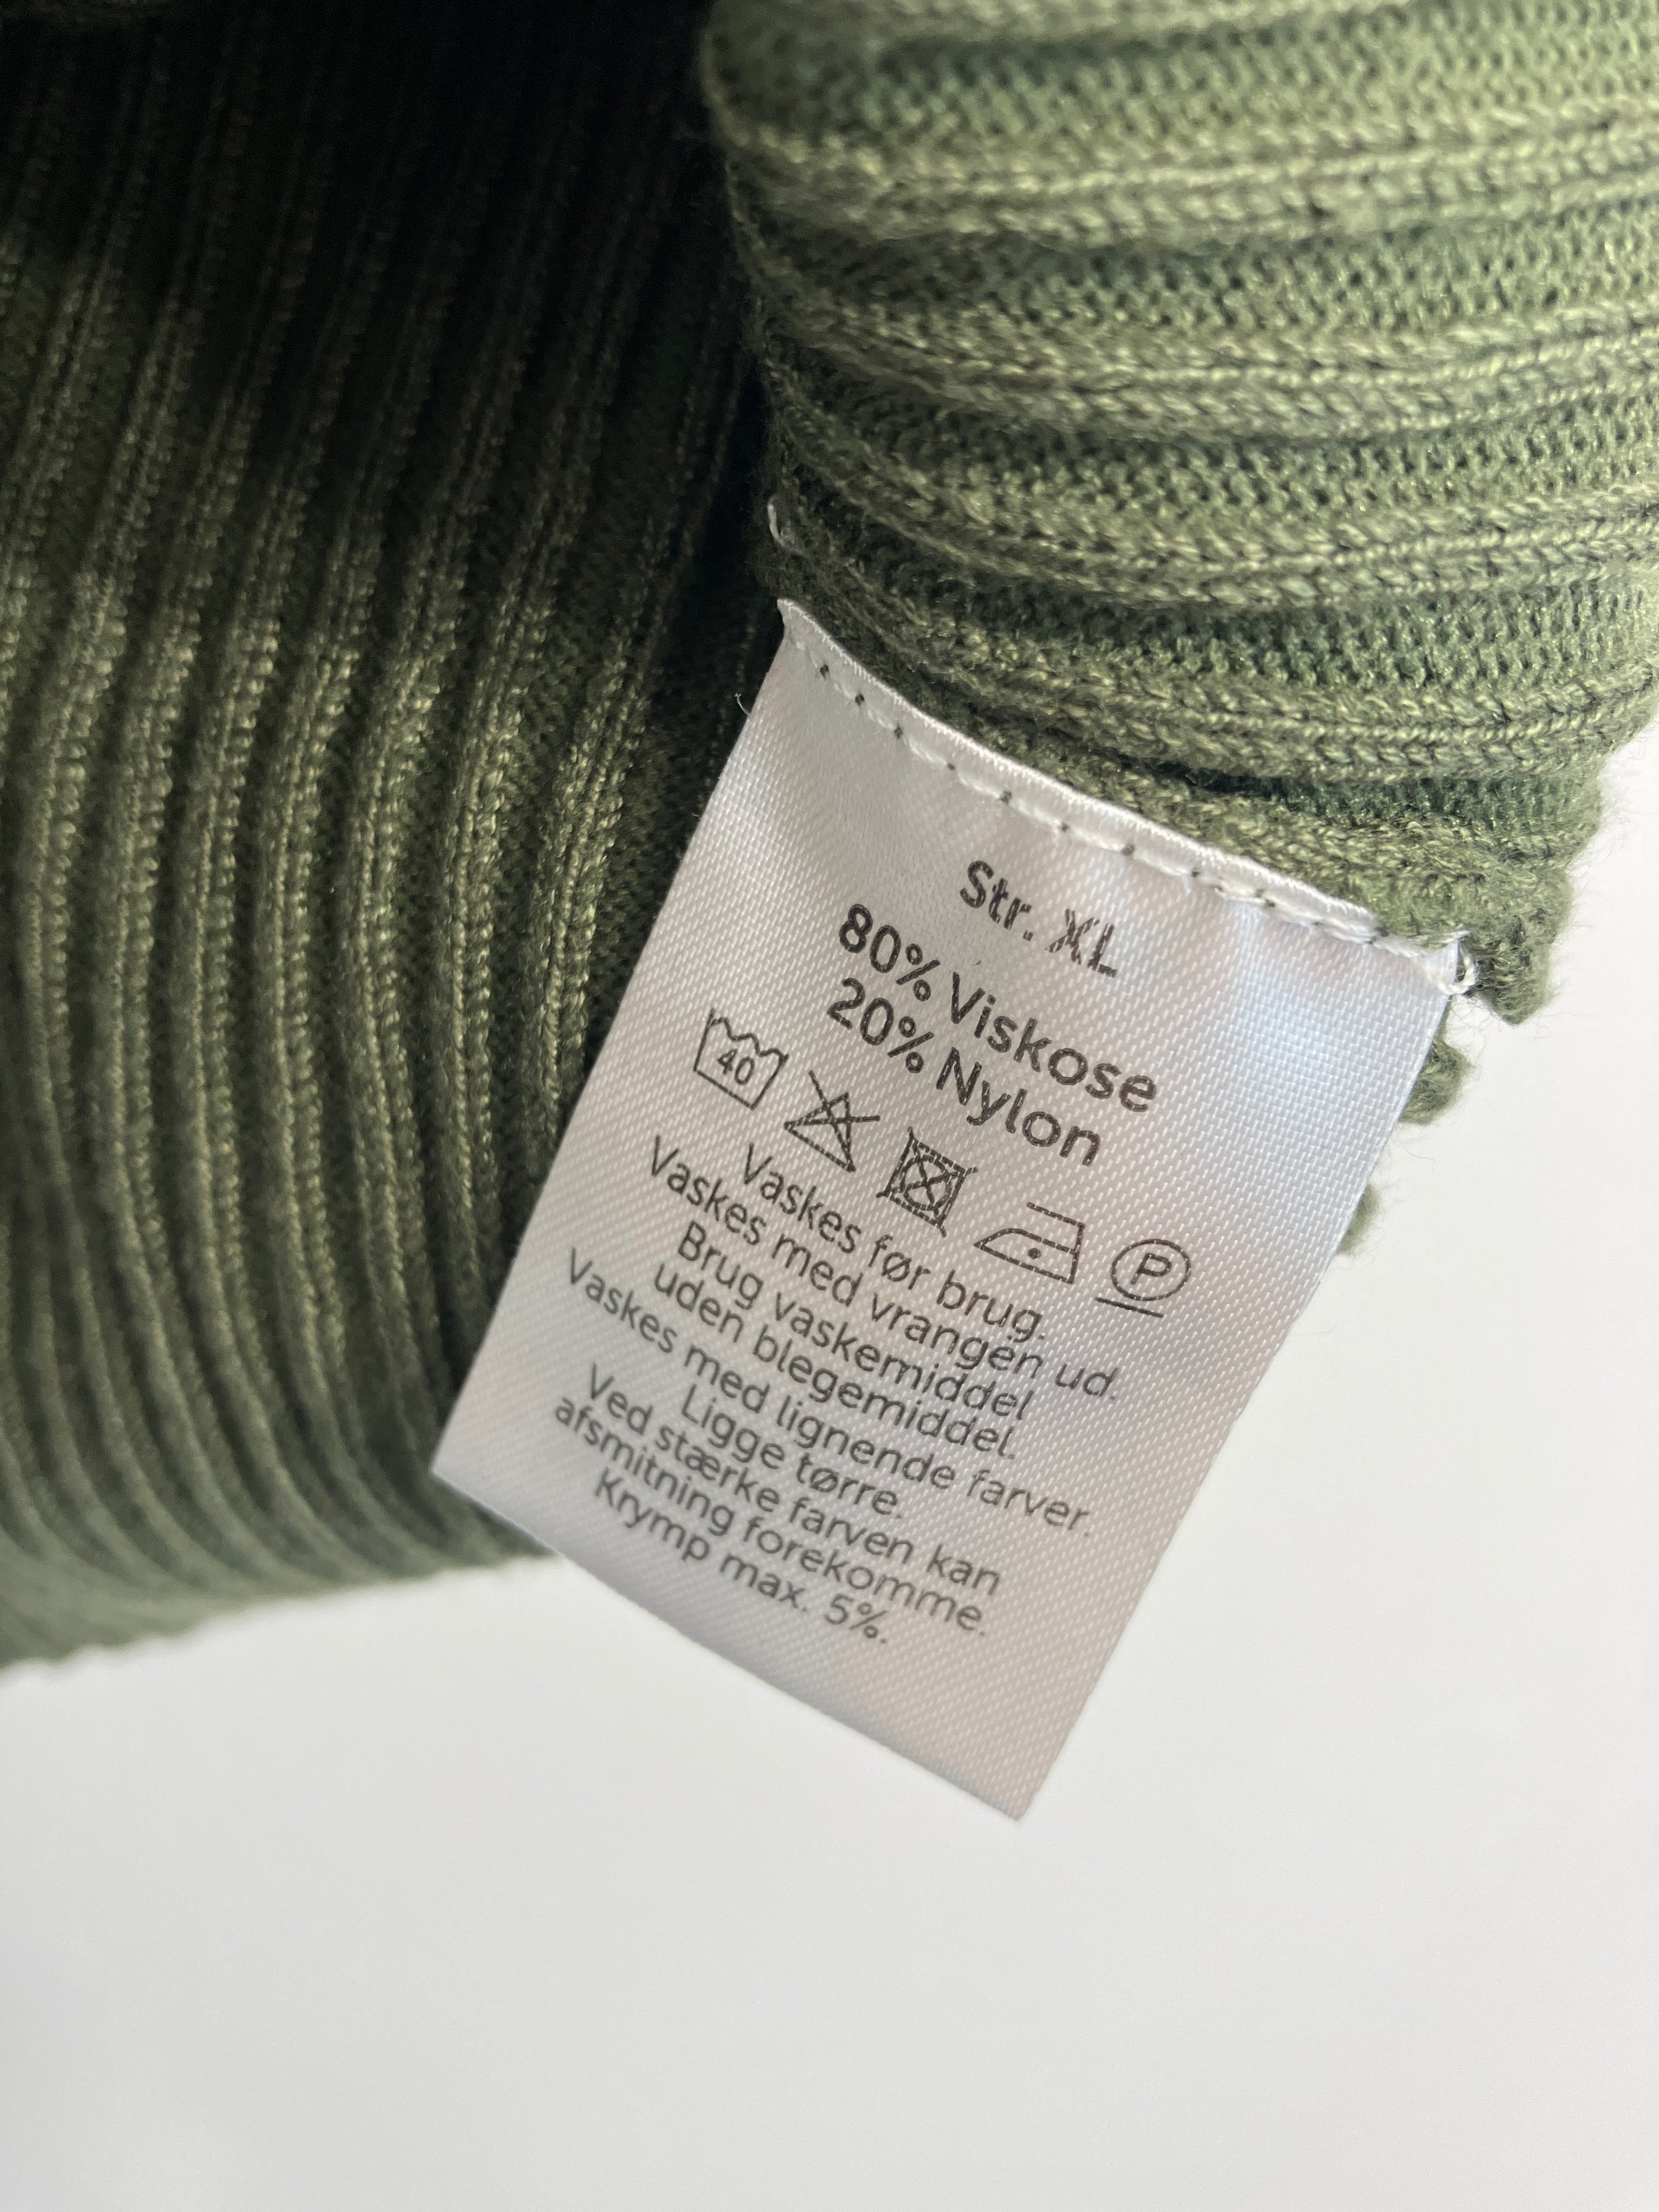 Str. XL
80% Viskose
20% Nylon
40 P
Vaskes før brug.
Vaskes med vrangen ud.
Brug vaskemiddel
uden blegemiddel.
Vaskes med lignende farver.
Ligge tørre.
Ved stærke farven kan
afsmitning forekomme.
Krymp max. 5%.